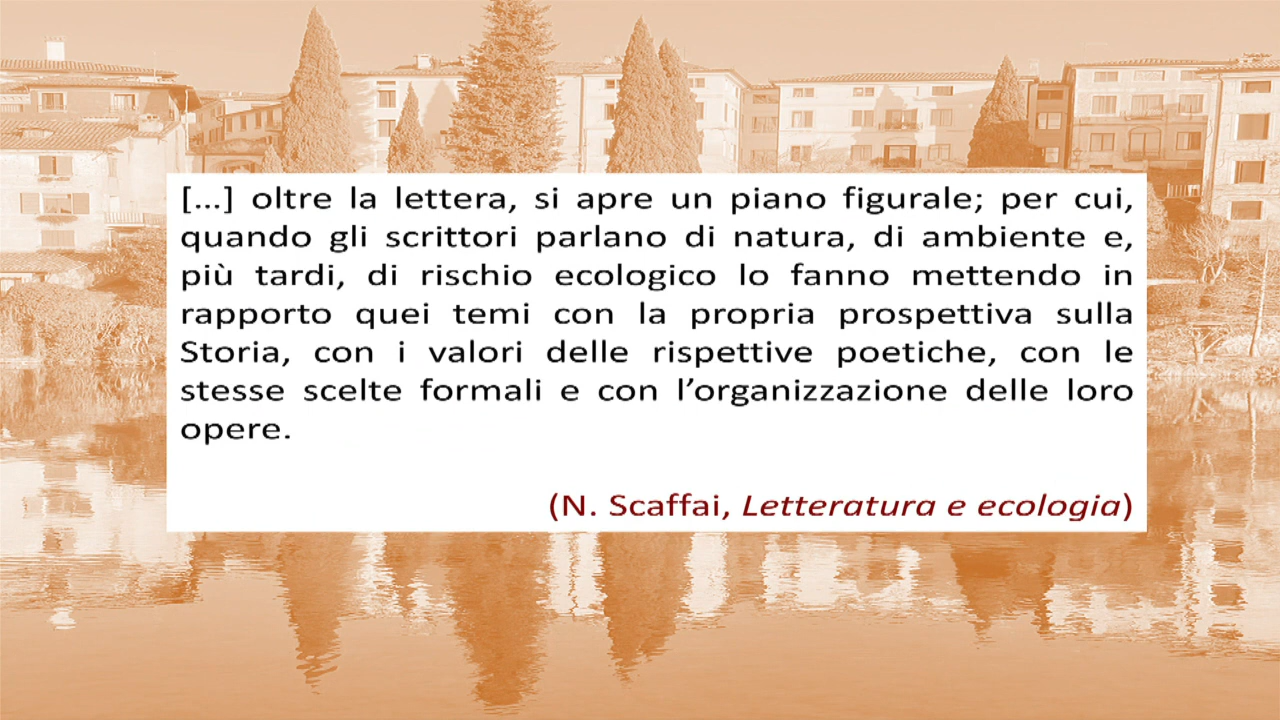 [...] oltre la lettera, si apre un piano figurale; per cui,
quando gli scrittori parlano di natura, di ambiente e,
più tardi, di rischio ecologico lo fanno mettendo in
rapporto quei temi con la propria prospettiva sulla
Storia, con i valori delle rispettive poetiche, con le
stesse scelte formali e con l’organizzazione delle loro
opere.
(N. Scaffai, Letteratura e ecologia)